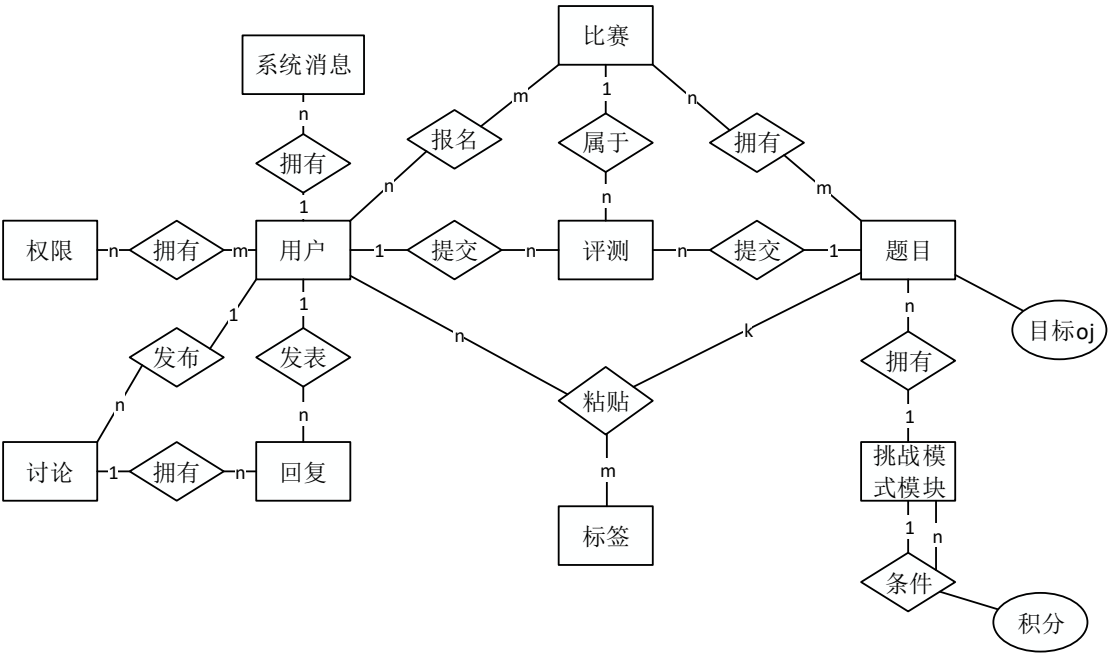 比赛
系统消息
n
m
1
n
拥有
报名
属于
拥有
1
n
n
m
权限
n
拥有
m
用户
1
提交
n
评测
n
提交
1
题目
1
1
n
k
n
目标oj
发布
发表
拥有
n
n
粘贴
1
讨论
1
拥有
n
回复
m
挑战模
式模块
标签
1
n
条件
积分